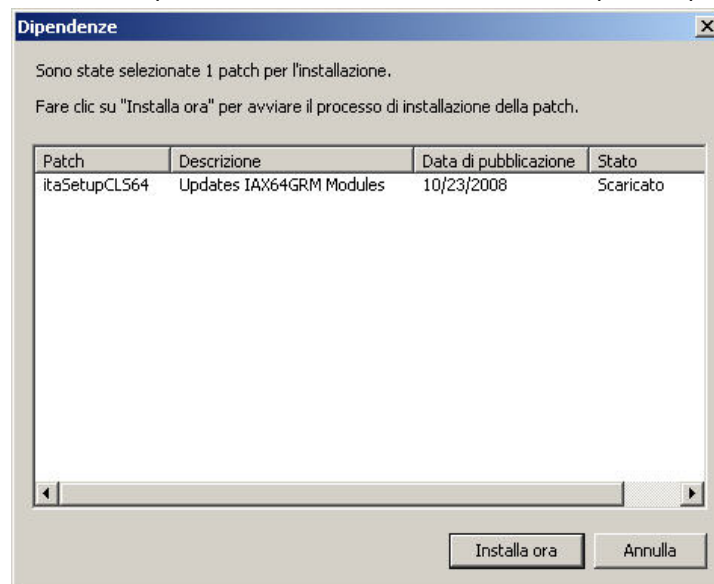 Dipendenze
Sono state selezionate 1 patch per l'installazione.
Fare clic su "Installa ora" per avviare il processo di installazione della patch.
Patch Descrizione Data di pubblicazione Stato
itaSetupCLS64 Updates IAX64GRM Modules 10/23/2008 Scaricato
Installa ora Annulla